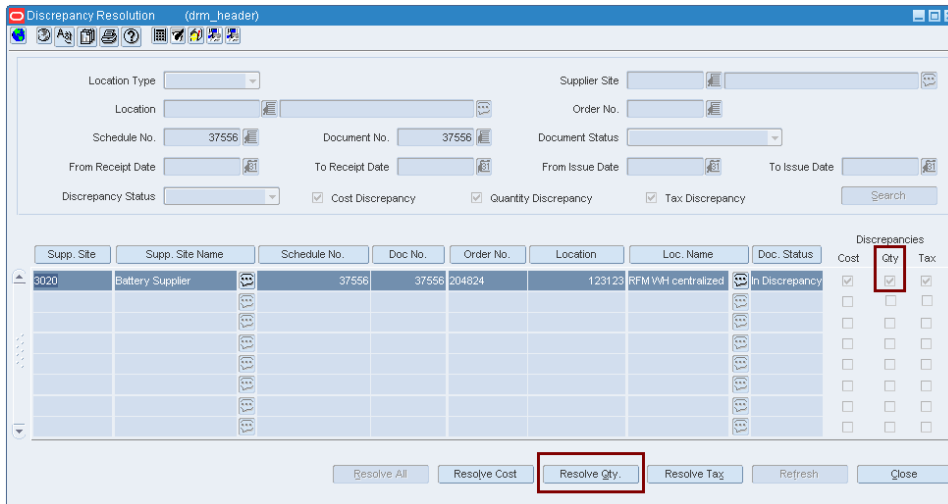 Discrepancy Resolution (drm_header)
Location Type Supplier Site
Location Order No.
Schedule No. 37556 Document No. 37556 Document Status
From Receipt Date To Receipt Date From Issue Date To Issue Date
Discrepancy Status Cost Discrepancy Quantity Discrepancy Tax Discrepancy Search
Discrepancies
Supp. Site Supp. Site Name Schedule No. Doc No. Order No. Location Loc. Name Doc. Status Cost Qty Tax
3020 Battery Supplier 37556 37556 204824 123123 RFM WH centralized In Discrepancy
Resolve All Resolve Cost Resolve Qty. Resolve Tax Refresh Close